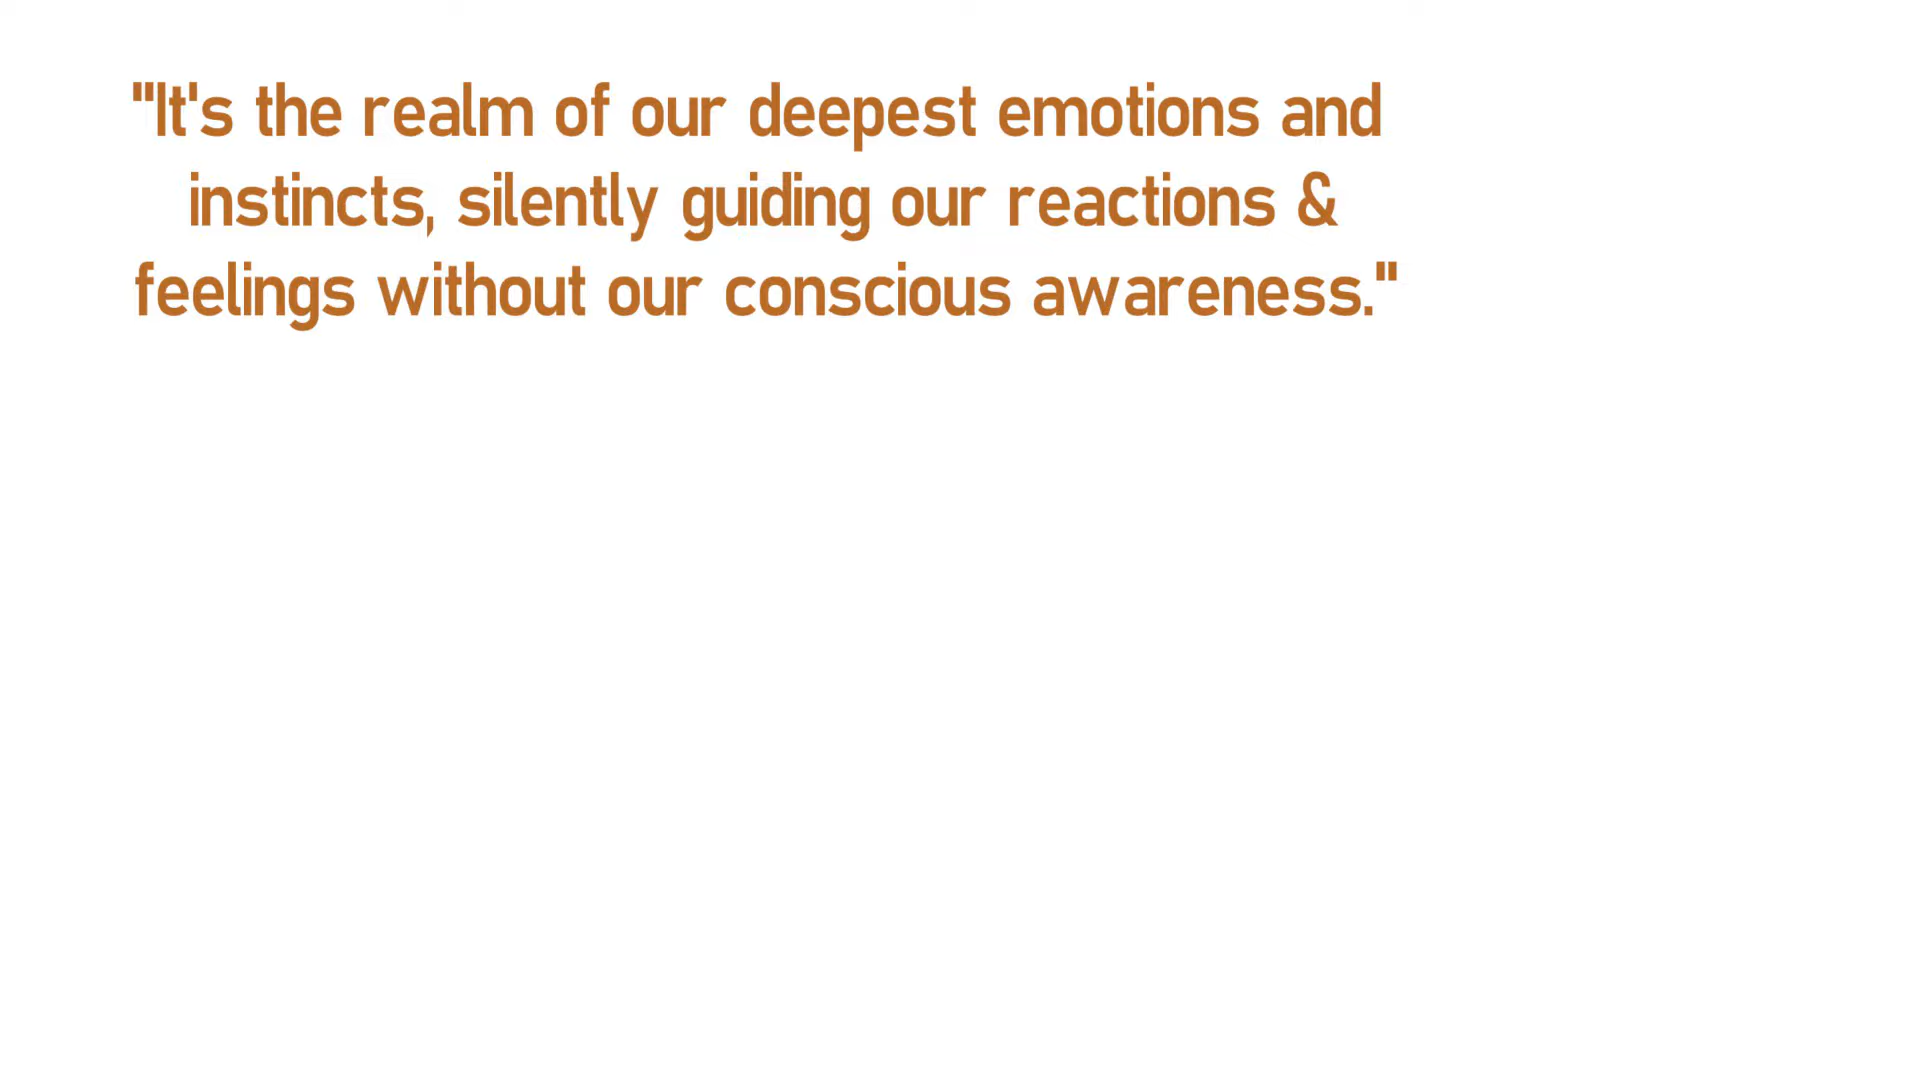 "It's the realm of our deepest emotions and
instincts, silently guiding our reactions &
feelings without our conscious awareness."